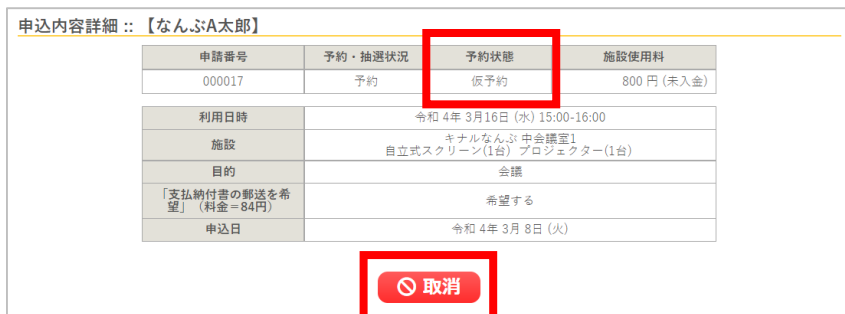 申込内容詳細 :: 【なんぶA太郎】
申請番号 予約・抽選状況 予約状態 施設使用料
000017 予約 仮予約 800 円 (未入金)
利用日時 令和 4年 3月16日 (水) 15:00-16:00
施設 キナルなんぶ 中会議室1
自立式スクリーン(1台) プロジェクター(1台)
目的 会議
「支払納付書の郵送を希
望」（料金＝84円） 希望する
申込日 令和 4年 3月 8日 (火)
取消